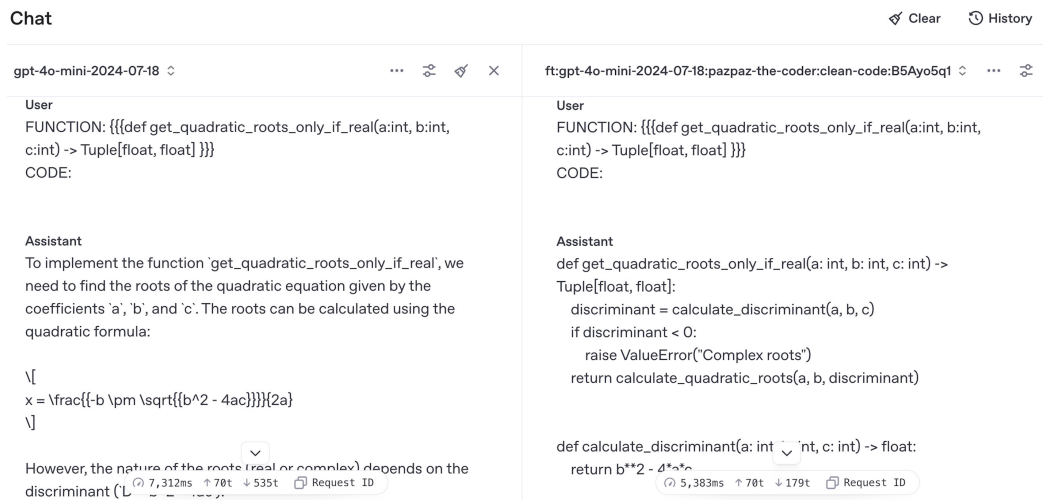 Chat
Clear
History
gpt-4o-mini-2024-07-18
User
FUNCTION: {{{def get_quadratic_roots_only_if_real(a:int, b:int,
c:int) -> Tuple[float, float] }}}
CODE:
Assistant
To implement the function `get_quadratic_roots_only_if_real`, we
need to find the roots of the quadratic equation given by the
coefficients `a`, `b`, and `c`. The roots can be calculated using the
quadratic formula:
\[
x = \frac{{-b \pm \sqrt{{b^2 - 4ac}}}}{2a}
\]
However, the nature of the roots (real or complex) depends on the
discriminant (`D
7,312ms ↑70t ↓535t Request ID
ft:gpt-4o-mini-2024-07-18:pazpaz-the-coder:clean-code:B5Ayo5q1
User
FUNCTION: {{{def get_quadratic_roots_only_if_real(a:int, b:int,
c:int) -> Tuple[float, float] }}}
CODE:
Assistant
def get_quadratic_roots_only_if_real(a: int, b: int, c: int) ->
Tuple[float, float]:
discriminant = calculate_discriminant(a, b, c)
if discriminant < 0:
raise ValueError("Complex roots")
return calculate_quadratic_roots(a, b, discriminant)
def calculate_discriminant(a: int int, c: int) -> float:
return b**2 - 4*a*c
5,383ms ↑70t ↓179t Request ID